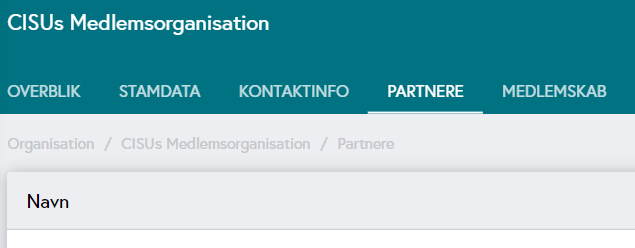 CISUs Medlemsorganisation
OVERBLIK STAMDATA KONTAKTINFO PARTNERE MEDLEMSKAB
Organisation / CISUs Medlemsorganisation / Partnere
Navn